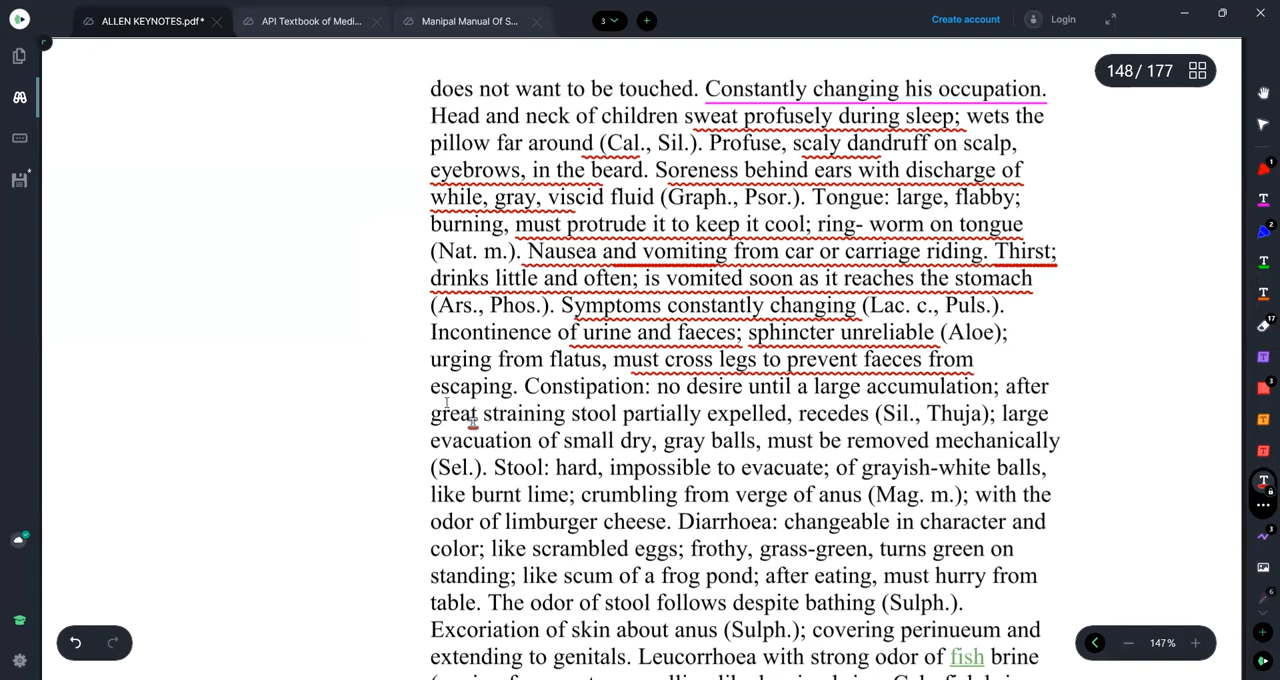 ALLEN KEYNOTES.pdf*
API Textbook of Medi...
Manipal Manual Of S...
3
Create account
Login
148/177
does not want to be touched. Constantly changing his occupation.
Head and neck of children sweat profusely during sleep; wets the
pillow far around (Cal., Sil.). Profuse, scaly dandruff on scalp,
eyebrows, in the beard. Soreness behind ears with discharge of
while, gray, viscid fluid (Graph., Psor.). Tongue: large, flabby;
burning, must protrude it to keep it cool; ring- worm on tongue
(Nat. m.). Nausea and vomiting from car or carriage riding. Thirst;
drinks little and often; is vomited soon as it reaches the stomach
(Ars., Phos.). Symptoms constantly changing (Lac. c., Puls.).
Incontinence of urine and faeces; sphincter unreliable (Aloe);
urging from flatus, must cross legs to prevent faeces from
escaping. Constipation: no desire until a large accumulation; after
great straining stool partially expelled, recedes (Sil., Thuja); large
evacuation of small dry, gray balls, must be removed mechanically
(Sel.). Stool: hard, impossible to evacuate; of grayish-white balls,
like burnt lime; crumbling from verge of anus (Mag. m.); with the
odor of limburger cheese. Diarrhoea: changeable in character and
color; like scrambled eggs; frothy, grass-green, turns green on
standing; like scum of a frog pond; after eating, must hurry from
table. The odor of stool follows despite bathing (Sulph.).
Excoriation of skin about anus (Sulph.); covering perineum and
extending to genitals. Leucorrhoea with strong odor of fish brine
147%